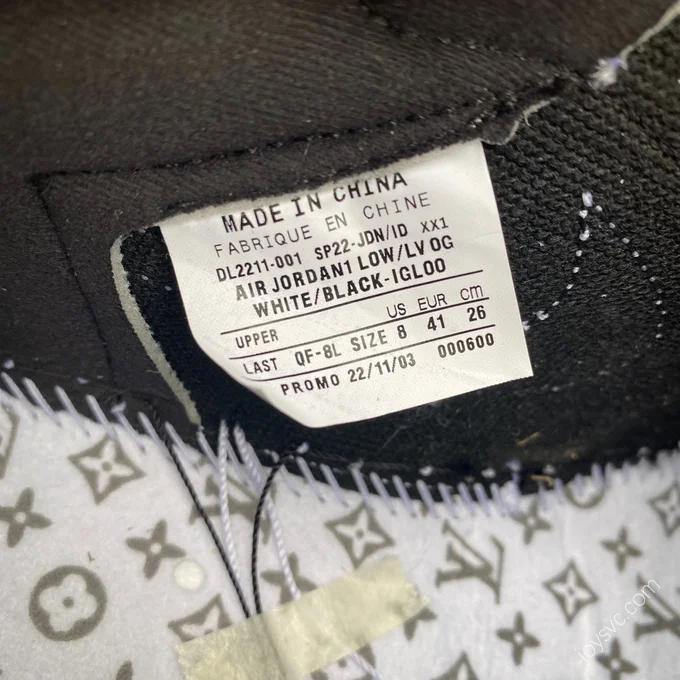 MADE IN CHINA
FABRIQUE EN CHINE
DL2211-001 SP22-JDN/ID XX1
AIR JORDAN1 LOW/LV OG
WHITE/BLACK-IGLOO
US EUR cm
UPPER
LAST QF-8L SIZE 8 41 26
PROMO 22/11/03 000600
joysvc.com